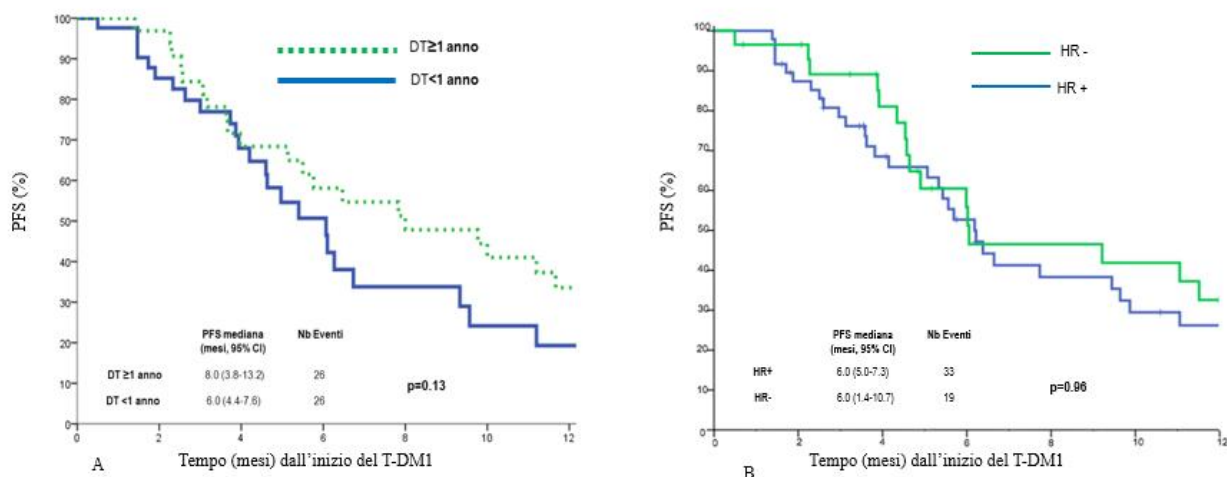 100
90
80
70
60
50
40
30
20
10
0
PFS (%)
DT≥1 anno
DT<1 anno
PFS mediana Nb Eventi
(mesi, 95% CI)
DT ≥1 anno 8.0 (3.8-13.2) 26
DT <1 anno 6.0 (4.4-7.6) 26
p=0.13
0 2 4 6 8 10 12
A Tempo (mesi) dall’inizio del T-DM1
100
90
80
70
60
50
40
30
20
10
0
PFS (%)
HR -
HR +
PFS mediana Nb Eventi
(mesi, 95% CI)
HR+ 6.0 (5.0-7.3) 33
HR- 6.0 (1.4-10.7) 19
p=0.96
0 2 4 6 8 10 12
B Tempo (mesi) dall’inizio del T-DM1